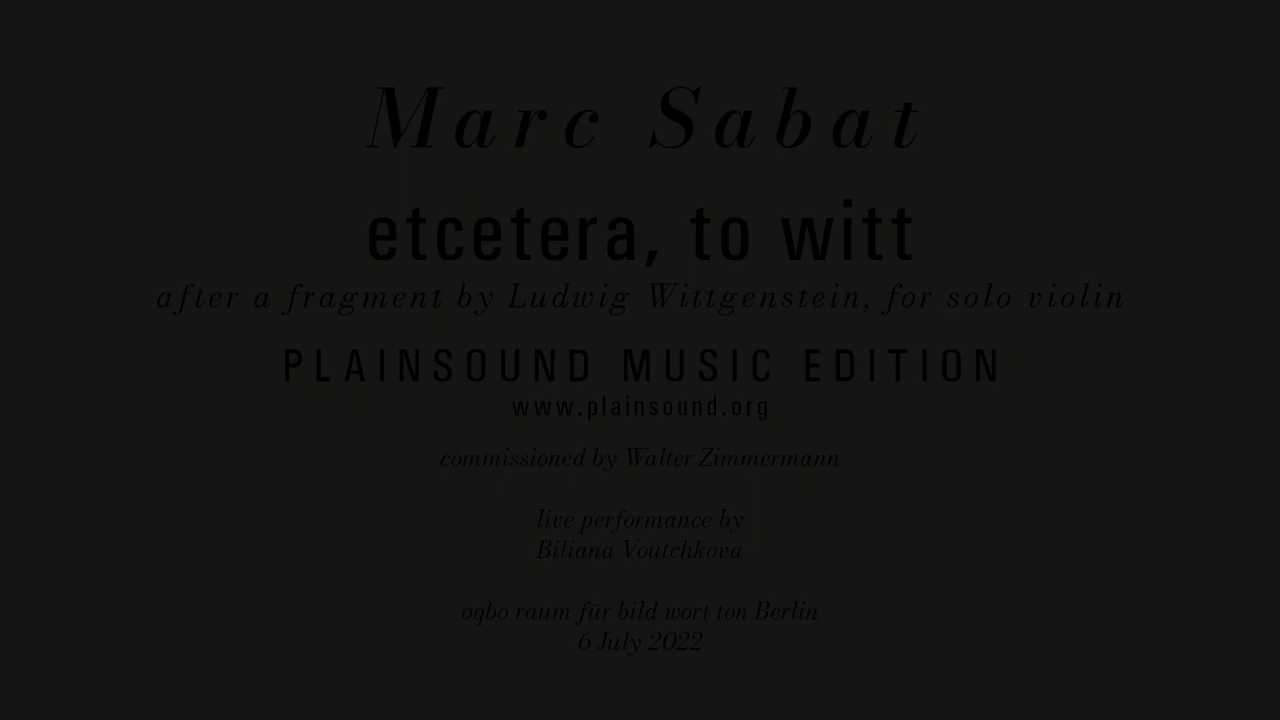 Marc Sabat
etcetera, to witt
after a fragment by Ludwig Wittgenstein, for solo violin
PLAINSOUND MUSIC EDITION
www.plainsound.org
commissioned by Walter Zimmermann
live performance by
Biliana Voutchkova
oqbo raum für bild wort ton Berlin
6 July 2022